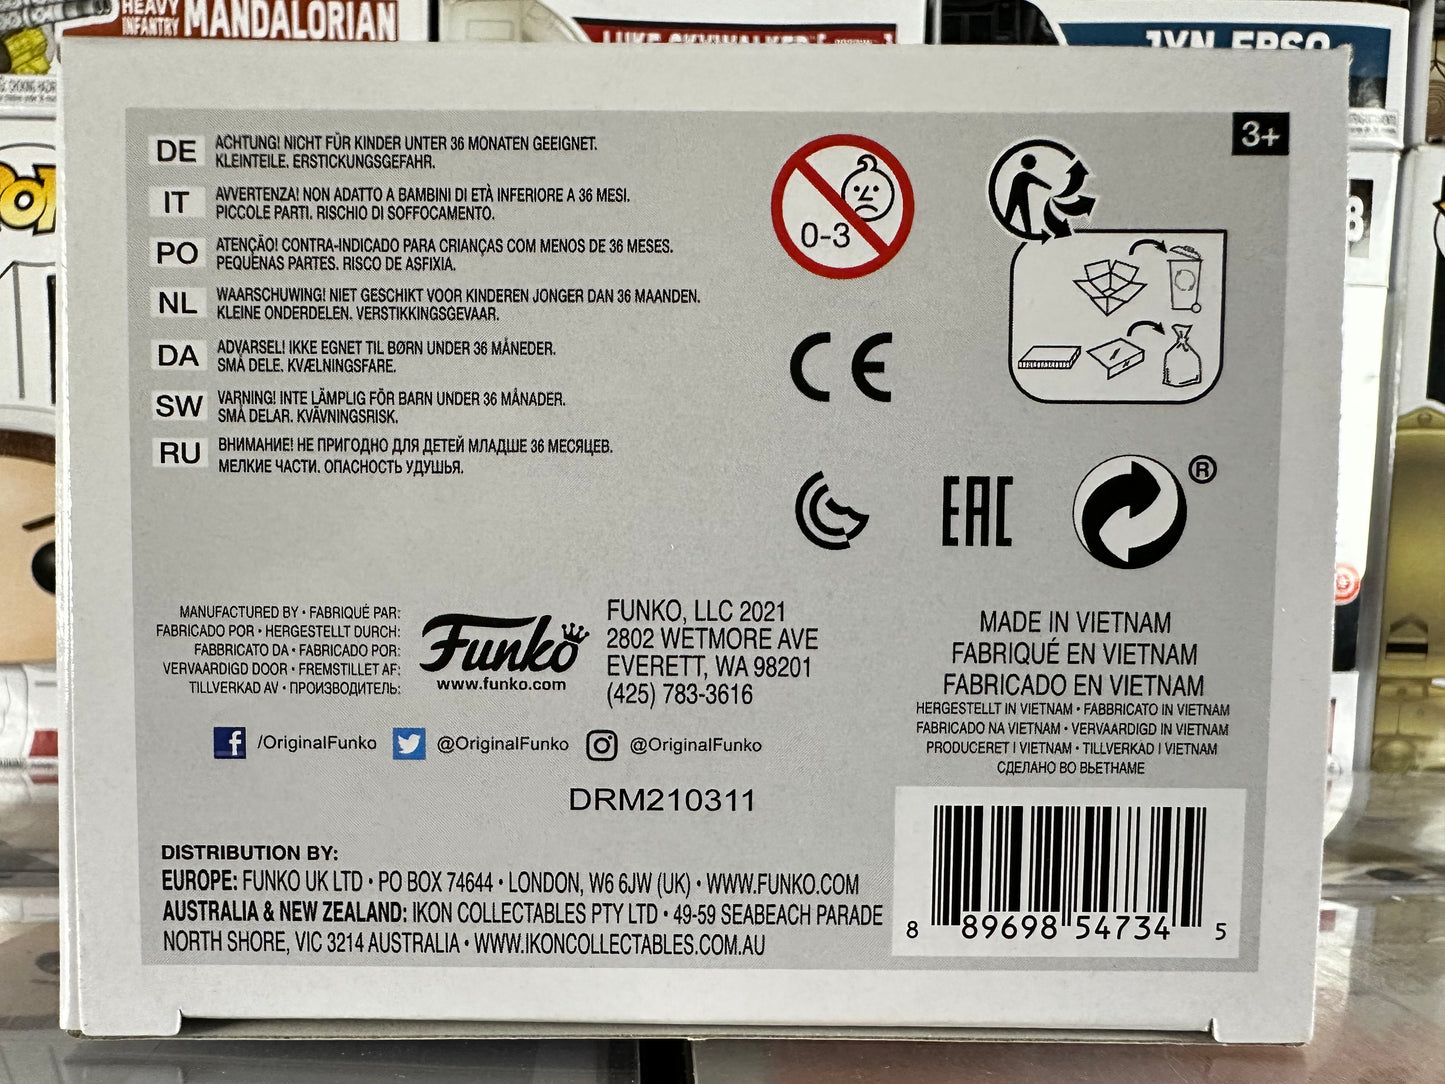 HEAVY
INFANTRY MANDALORIAN
LUKE SKYWALKER
JYN ERSO
3+
DE ACHTUNG! NICHT FÜR KINDER UNTER 36 MONATEN GEEIGNET.
KLEINTEILE. ERSTICKUNGSGEFAHR.
IT AVVERTENZA! NON ADATTO A BAMBINI DI ETÀ INFERIORE A 36 MESI.
PICCOLE PARTI. RISCHIO DI SOFFOCAMENTO.
PO ATENÇÃO! CONTRA-INDICADO PARA CRIANÇAS COM MENOS DE 36 MESES.
PEQUENAS PARTES. RISCO DE ASFIXIA.
NL WAARSCHUWING! NIET GESCHIKT VOOR KINDEREN JONGER DAN 36 MAANDEN.
KLEINE ONDERDELEN. VERSTIKKINGSGEVAAR.
DA ADVARSEL! IKKE EGNET TIL BØRN UNDER 36 MÅNEDER.
SMÅ DELE. KVÆLNINGSFARE.
SW VARNING! INTE LÄMPLIG FÖR BARN UNDER 36 MÅNADER.
SMÅ DELAR. KVÄVNINGSRISK.
RU ВНИМАНИЕ! НЕ ПРИГОДНО ДЛЯ ДЕТЕЙ МЛАДШЕ 36 МЕСЯЦЕВ.
МЕЛКИЕ ЧАСТИ. ОПАСНОСТЬ УДУШЬЯ.
0-3
CE
EAC
®
MANUFACTURED BY • FABRIQUÉ PAR:
FABRICADO POR • HERGESTELLT DURCH:
FABBRICATO DA • FABRICADO POR:
VERVAARDIGD DOOR • FREMSTILLET AF:
TILLVERKAD AV • ПРОИЗВОДИТЕЛЬ:
Funko
www.funko.com
FUNKO, LLC 2021
2802 WETMORE AVE
EVERETT, WA 98201
(425) 783-3616
/OriginalFunko @OriginalFunko @OriginalFunko
DRM210311
MADE IN VIETNAM
FABRIQUÉ EN VIETNAM
FABRICADO EN VIETNAM
HERGESTELLT IN VIETNAM • FABBRICATO IN VIETNAM
FABRICADO NA VIETNAM • VERVAARDIGD IN VIETNAM
PRODUCERET I VIETNAM • TILLVERKAD I VIETNAM
СДЕЛАНО ВО ВЬЕТНАМЕ
DISTRIBUTION BY:
EUROPE: FUNKO UK LTD • PO BOX 74644 • LONDON, W6 6JW (UK) • WWW.FUNKO.COM
AUSTRALIA & NEW ZEALAND: IKON COLLECTABLES PTY LTD • 49-59 SEABEACH PARADE
NORTH SHORE, VIC 3214 AUSTRALIA • WWW.IKONCOLLECTABLES.COM.AU
8 89698 54734 5